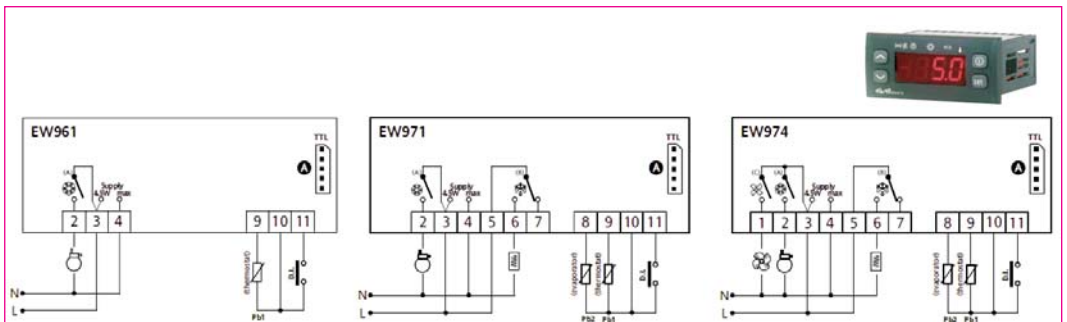 5.0
EW961
TTL
A
(A)
Supply
4.5W max
2 3 4
9 10 11
(thermostat)
D.I.
N
L
Pb1
EW971
TTL
A
(A)
(B)
Supply
4.5W max
2 3 4 5 6 7
8 9 10 11
(evaporator)
(thermostat)
D.I.
N
L
Pb2 Pb1
EW974
TTL
A
(C) (A)
(B)
Supply
4.5W max
1 2 3 4 5 6 7
8 9 10 11
(evaporator)
(thermostat)
D.I.
N
L
Pb2 Pb1